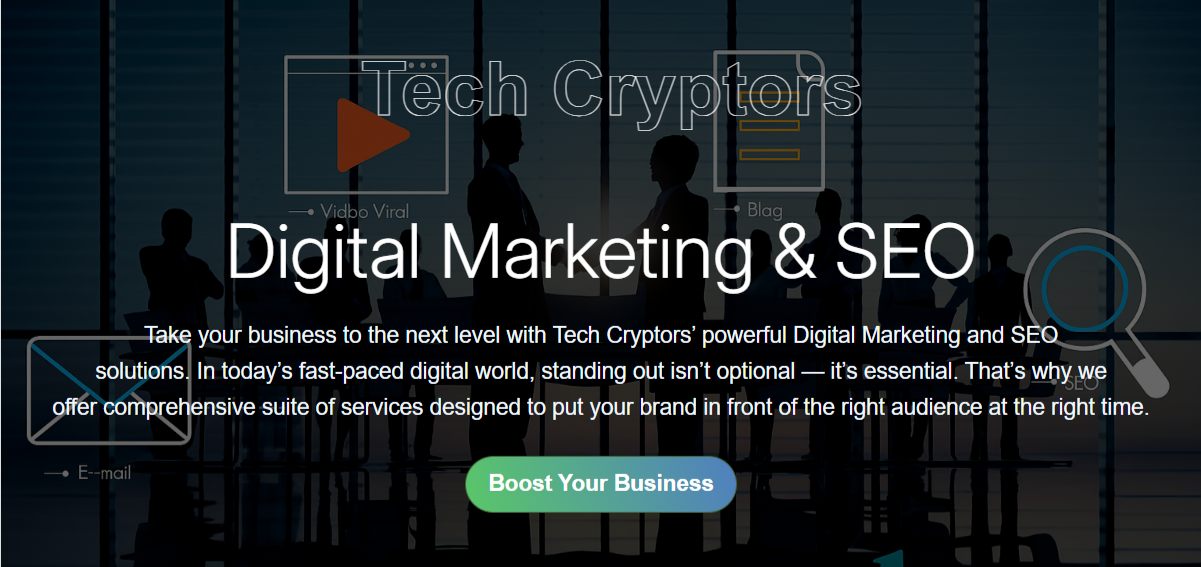 Tech Cryptors
Vidbo Viral
Blag
Digital Marketing & SEO
Take your business to the next level with Tech Cryptors’ powerful Digital Marketing and SEO
solutions. In today’s fast-paced digital world, standing out isn’t optional — it’s essential. That’s why we
SEO
offer comprehensive suite of services designed to put your brand in front of the right audience at the right time.
E--mail
Boost Your Business